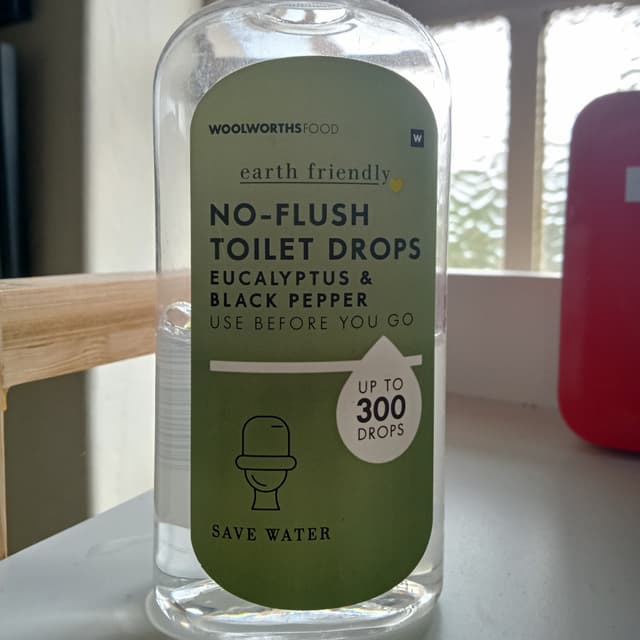 WOOLWORTHSFOOD
W
earth friendly
NO-FLUSH
TOILET DROPS
EUCALYPTUS &
BLACK PEPPER
USE BEFORE YOU GO
UP TO
300
DROPS
SAVE WATER